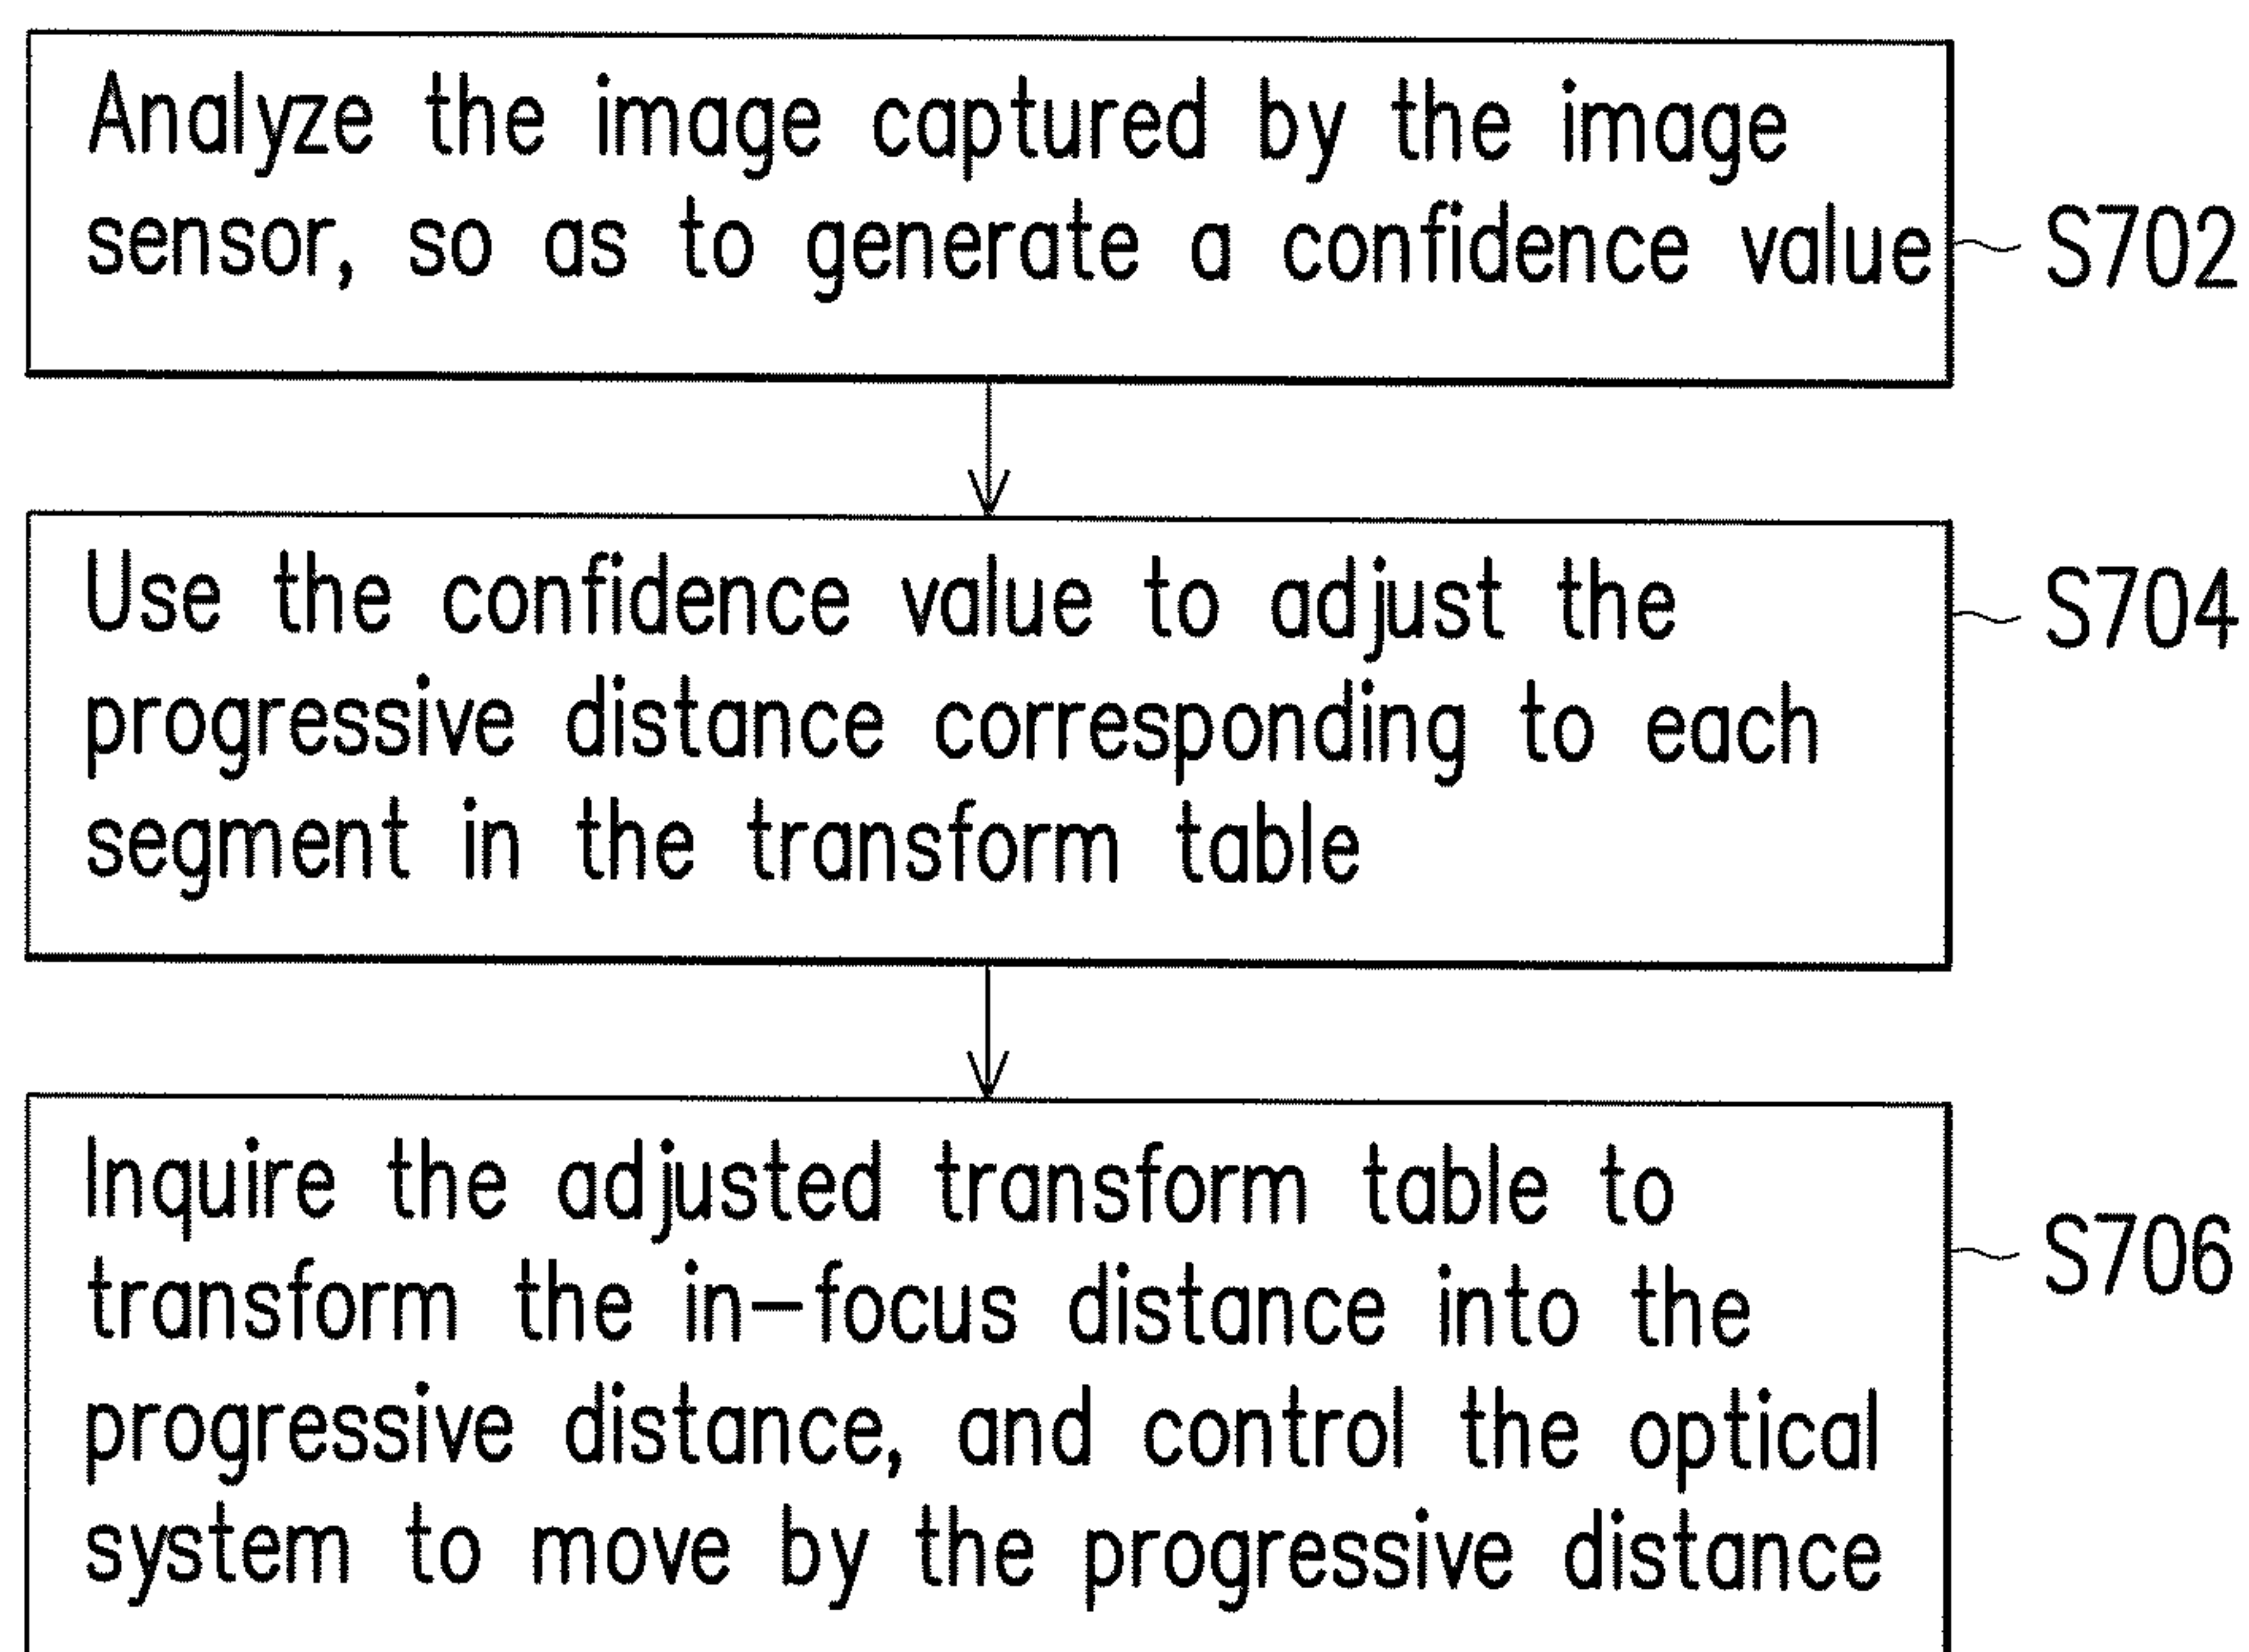 Analyze the image captured by the image
sensor, so as to generate a confidence value
S702
Use the confidence value to adjust the
progressive distance corresponding to each
segment in the transform table
S704
Inquire the adjusted transform table to
transform the in-focus distance into the
progressive distance, and control the optical
system to move by the progressive distance
S706